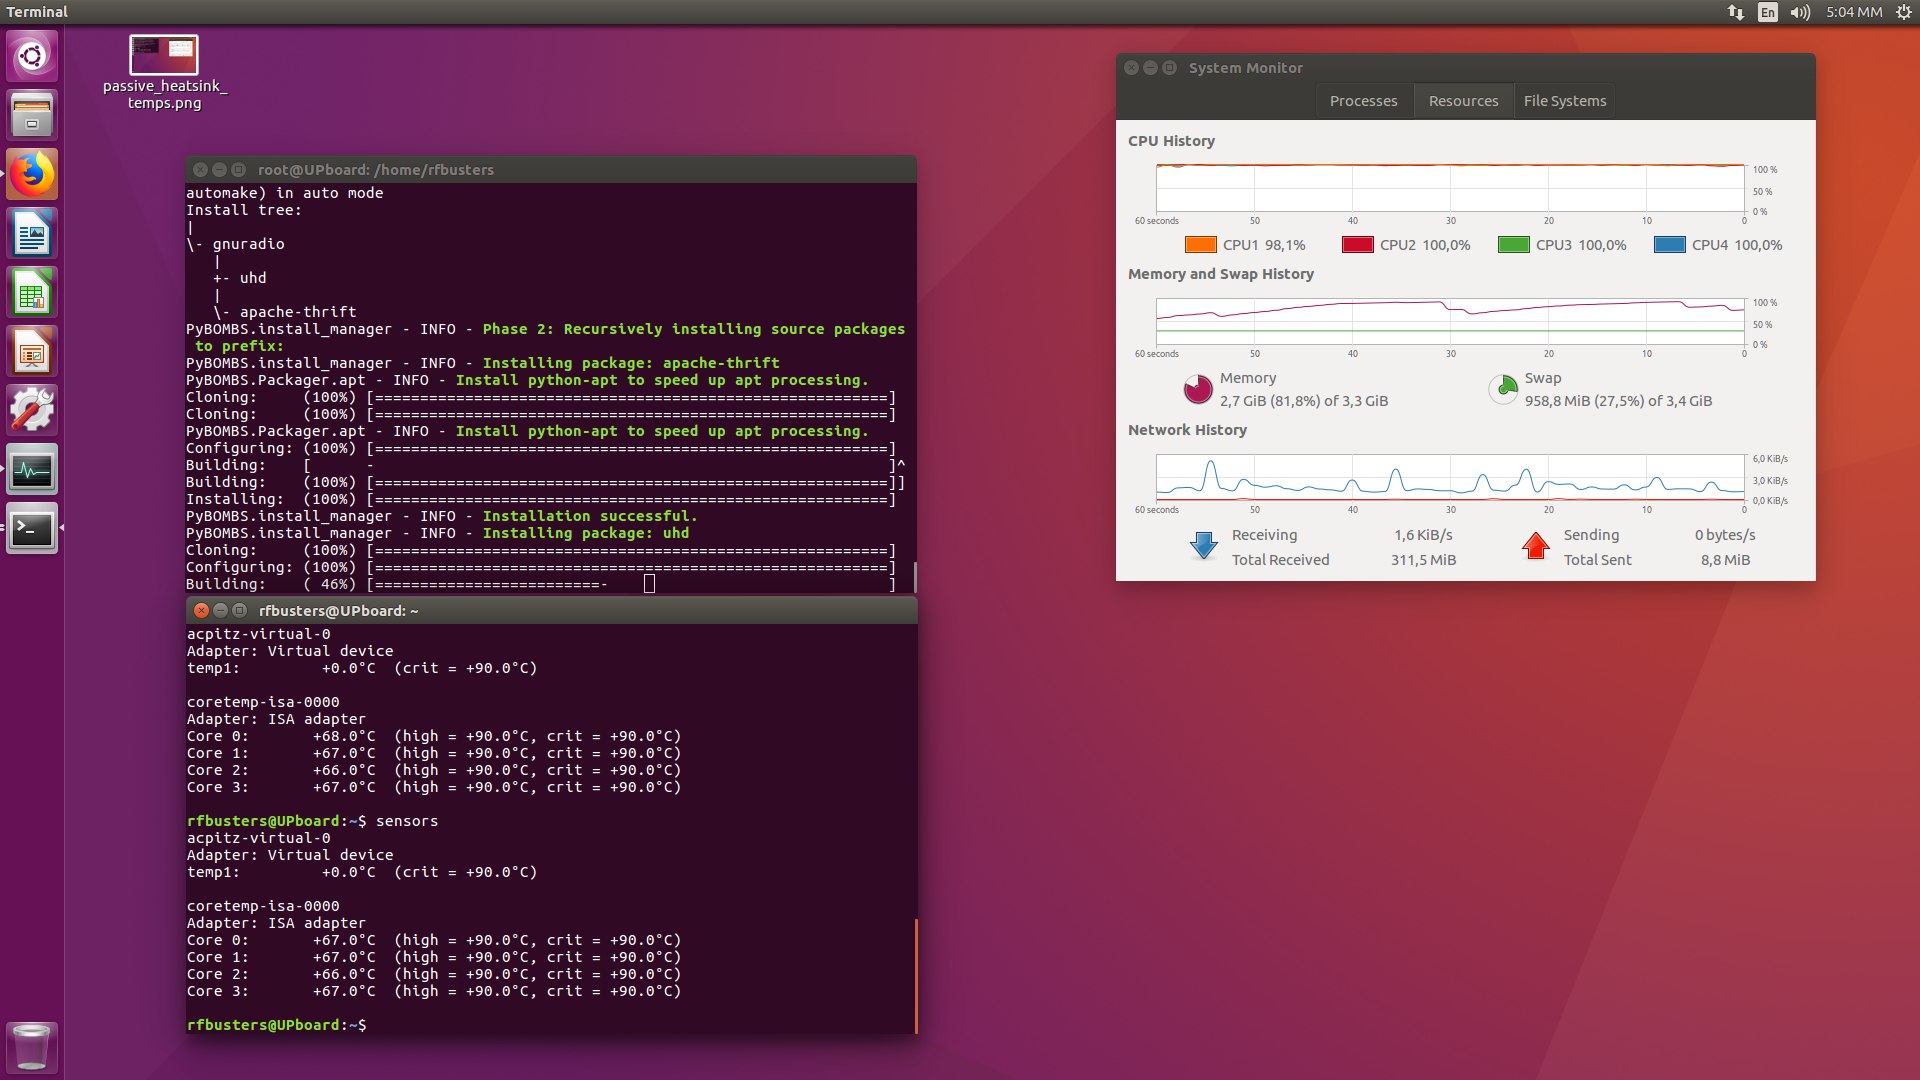 Terminal
En
5:04 MM
passive_heatsink_
temps.png
root@UPboard: /home/rfbusters
automake) in auto mode
Install tree:
|
\- gnuradio
|
+- uhd
|
\- apache-thrift
PyBOMBS.install_manager - INFO - Phase 2: Recursively installing source packages
to prefix:
PyBOMBS.install_manager - INFO - Installing package: apache-thrift
PyBOMBS.Packager.apt - INFO - Install python-apt to speed up apt processing.
Cloning:     (100%) [=========================================================]
Cloning:     (100%) [=========================================================]
PyBOMBS.Packager.apt - INFO - Install python-apt to speed up apt processing.
Configuring: (100%) [=========================================================]
Building:    [      -                                                         ]^
Building:    (100%) [=========================================================]]
Installing:  (100%) [=========================================================]
PyBOMBS.install_manager - INFO - Installation successful.
PyBOMBS.install_manager - INFO - Installing package: uhd
Cloning:     (100%) [=========================================================]
Configuring: (100%) [=========================================================]
Building:    ( 46%) [=========================-                               ]
rfbusters@UPboard: ~
acpitz-virtual-0
Adapter: Virtual device
temp1:         +0.0°C  (crit = +90.0°C)
coretemp-isa-0000
Adapter: ISA adapter
Core 0:       +68.0°C  (high = +90.0°C, crit = +90.0°C)
Core 1:       +67.0°C  (high = +90.0°C, crit = +90.0°C)
Core 2:       +66.0°C  (high = +90.0°C, crit = +90.0°C)
Core 3:       +67.0°C  (high = +90.0°C, crit = +90.0°C)
rfbusters@UPboard:~$ sensors
acpitz-virtual-0
Adapter: Virtual device
temp1:         +0.0°C  (crit = +90.0°C)
coretemp-isa-0000
Adapter: ISA adapter
Core 0:       +67.0°C  (high = +90.0°C, crit = +90.0°C)
Core 1:       +67.0°C  (high = +90.0°C, crit = +90.0°C)
Core 2:       +66.0°C  (high = +90.0°C, crit = +90.0°C)
Core 3:       +67.0°C  (high = +90.0°C, crit = +90.0°C)
rfbusters@UPboard:~$
System Monitor
Processes Resources File Systems
CPU History
100 %
50 %
0 %
60 seconds 50 40 30 20 10 0
CPU1 98,1% CPU2 100,0% CPU3 100,0% CPU4 100,0%
Memory and Swap History
100 %
50 %
0 %
60 seconds 50 40 30 20 10 0
Memory
2,7 GiB (81,8%) of 3,3 GiB
Swap
958,8 MiB (27,5%) of 3,4 GiB
Network History
6,0 KiB/s
3,0 KiB/s
0,0 KiB/s
60 seconds 50 40 30 20 10 0
Receiving 1,6 KiB/s
Total Received 311,5 MiB
Sending 0 bytes/s
Total Sent 8,8 MiB